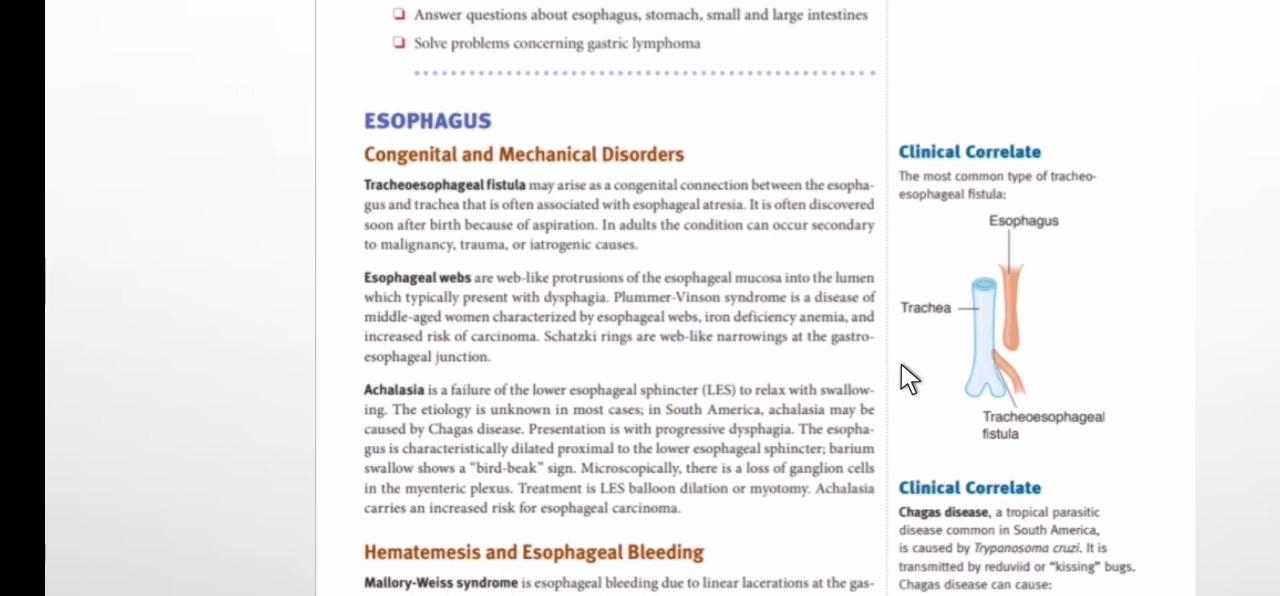 Answer questions about esophagus, stomach, small and large intestines
Solve problems concerning gastric lymphoma
ESOPHAGUS
Congenital and Mechanical Disorders
Tracheoesophageal fistula may arise as a congenital connection between the esopha-
gus and trachea that is often associated with esophageal atresia. It is often discovered
soon after birth because of aspiration. In adults the condition can occur secondary
to malignancy, trauma, or iatrogenic causes.
Esophageal webs are web-like protrusions of the esophageal mucosa into the lumen
which typically present with dysphagia. Plummer-Vinson syndrome is a disease of
middle-aged women characterized by esophageal webs, iron deficiency anemia, and
increased risk of carcinoma. Schatzki rings are web-like narrowings at the gastro-
esophageal junction.
Achalasia is a failure of the lower esophageal sphincter (LES) to relax with swallow-
ing. The etiology is unknown in most cases; in South America, achalasia may be
caused by Chagas disease. Presentation is with progressive dysphagia. The esopha-
gus is characteristically dilated proximal to the lower esophageal sphincter; barium
swallow shows a “bird-beak” sign. Microscopically, there is a loss of ganglion cells
in the myenteric plexus. Treatment is LES balloon dilation or myotomy. Achalasia
carries an increased risk for esophageal carcinoma.
Hematemesis and Esophageal Bleeding
Mallory-Weiss syndrome is esophageal bleeding due to linear lacerations at the gas-
Clinical Correlate
The most common type of tracheo-
esophageal fistula:
Esophagus
Trachea
Tracheoesophageal
fistula
Clinical Correlate
Chagas disease, a tropical parasitic
disease common in South America,
is caused by Trypanosoma cruzi. It is
transmitted by reduviid or “kissing” bugs.
Chagas disease can cause: